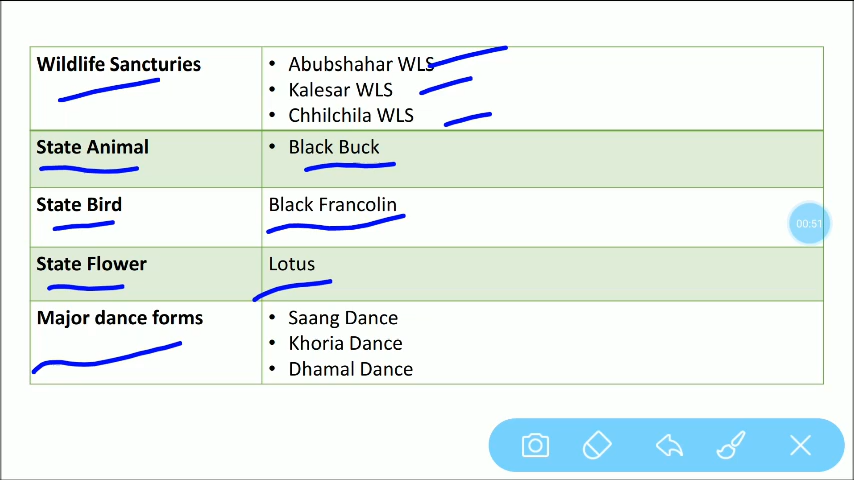 Wildlife Sancturies
• Abubshahar WLS
• Kalesar WLS
• Chhilchila WLS
State Animal
• Black Buck
State Bird
Black Francolin
00:51
State Flower
Lotus
Major dance forms
• Saang Dance
• Khoria Dance
• Dhamal Dance